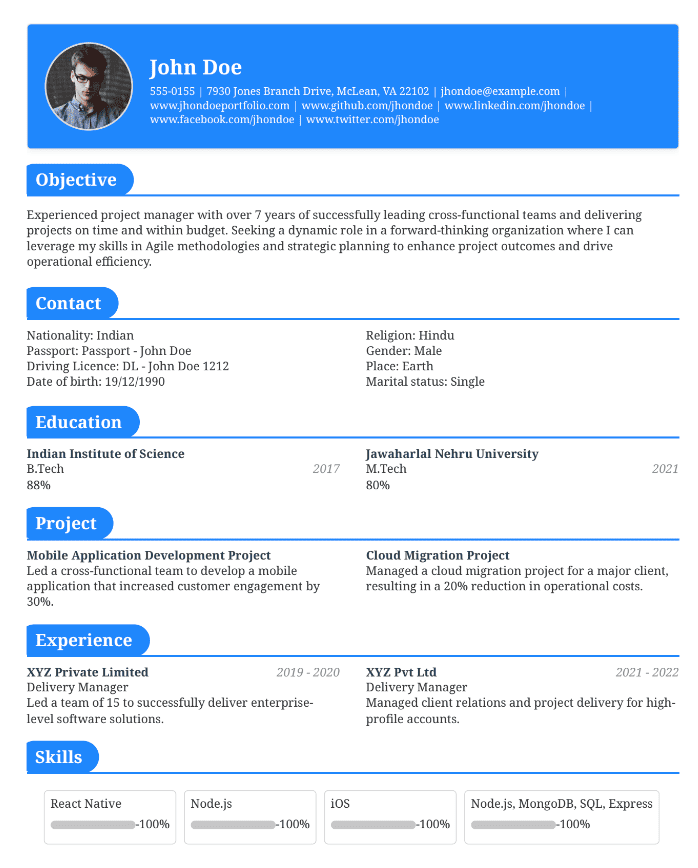 John Doe
555-0155 | 7930 Jones Branch Drive, McLean, VA 22102 | jhondoe@example.com |
www.jhondoeportfolio.com | www.github.com/jhondoe | www.linkedin.com/jhondoe |
www.facebook.com/jhondoe | www.twitter.com/jhondoe
Objective
Experienced project manager with over 7 years of successfully leading cross-functional teams and delivering
projects on time and within budget. Seeking a dynamic role in a forward-thinking organization where I can
leverage my skills in Agile methodologies and strategic planning to enhance project outcomes and drive
operational efficiency.
Contact
Nationality: Indian
Passport: Passport - John Doe
Driving Licence: DL - John Doe 1212
Date of birth: 19/12/1990
Religion: Hindu
Gender: Male
Place: Earth
Marital status: Single
Education
Indian Institute of Science
B.Tech 2017
88%
Jawaharlal Nehru University
M.Tech 2021
80%
Project
Mobile Application Development Project
Led a cross-functional team to develop a mobile
application that increased customer engagement by
30%.
Cloud Migration Project
Managed a cloud migration project for a major client,
resulting in a 20% reduction in operational costs.
Experience
XYZ Private Limited 2019 - 2020
Delivery Manager
Led a team of 15 to successfully deliver enterprise-
level software solutions.
XYZ Pvt Ltd 2021 - 2022
Delivery Manager
Managed client relations and project delivery for high-
profile accounts.
Skills
React Native
-100%
Node.js
-100%
iOS
-100%
Node.js, MongoDB, SQL, Express
-100%